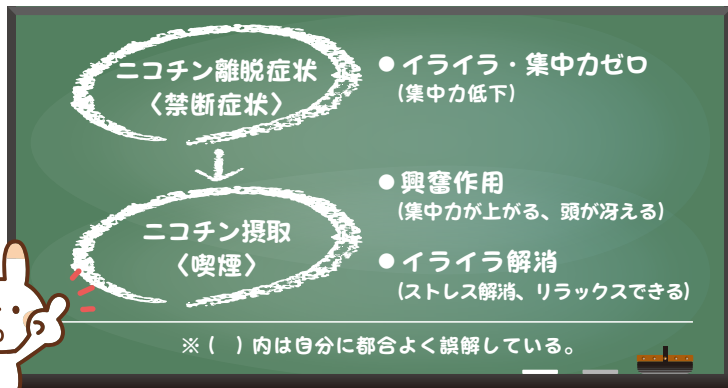 ニコチン離脱症状
〈禁断症状〉
●イライラ・集中力ゼロ
（集中力低下）
ニコチン摂取
〈喫煙〉
●興奮作用
（集中力が上がる、頭が冴える）
●イライラ解消
（ストレス解消、リラックスできる）
※（　）内は自分に都合よく誤解している。